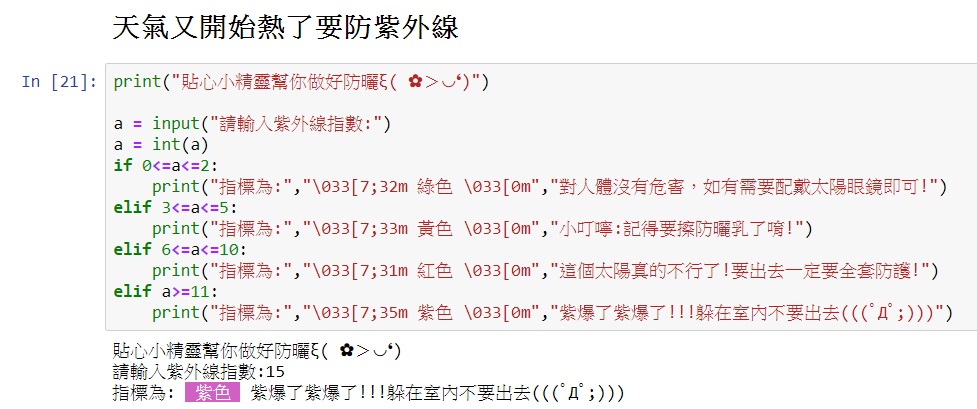 天氣又開始熱了要防紫外線
In [21]: print("貼心小精靈幫你做好防曬ξ( ✿>◡❛)")
a = input("請輸入紫外線指數:")
a = int(a)
if 0<=a<=2:
    print("指標為:","\033[7;32m 綠色 \033[0m","對人體沒有危害，如有需要配戴太陽眼鏡即可!")
elif 3<=a<=5:
    print("指標為:","\033[7;33m 黃色 \033[0m","小叮嚀:記得要擦防曬乳了唷!")
elif 6<=a<=10:
    print("指標為:","\033[7;31m 紅色 \033[0m","這個太陽真的不行了!要出去一定要全套防護!")
elif a>=11:
    print("指標為:","\033[7;35m 紫色 \033[0m","紫爆了紫爆了!!!躲在室內不要出去(((ﾟДﾟ;)))")
貼心小精靈幫你做好防曬ξ( ✿>◡❛)
請輸入紫外線指數:15
指標為: 紫色 紫爆了紫爆了!!!躲在室內不要出去(((ﾟДﾟ;)))